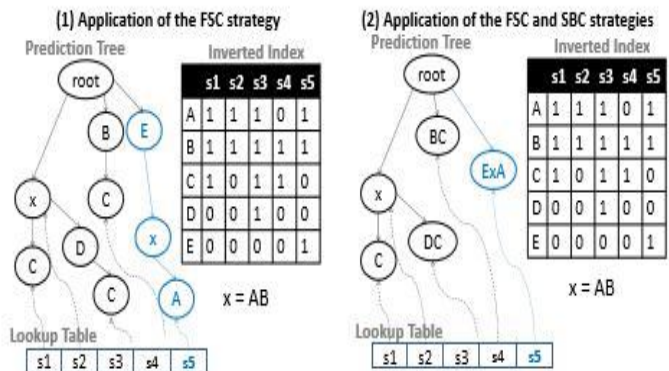 (1) Application of the FSC strategy
Prediction Tree
Inverted Index
root
s1 s2 s3 s4 s5
A 1 1 1 0 1
B 1 1 1 1 1
C 1 0 1 1 0
D 0 0 1 0 0
E 0 0 0 0 1
B
E
x
C
D
x
C
C
A
x = AB
Lookup Table
s1 s2 s3 s4 s5
(2) Application of the FSC and SBC strategies
Prediction Tree
Inverted Index
root
s1 s2 s3 s4 s5
A 1 1 1 0 1
B 1 1 1 1 1
C 1 0 1 1 0
D 0 0 1 0 0
E 0 0 0 0 1
BC
ExA
x
DC
C
x = AB
Lookup Table
s1 s2 s3 s4 s5